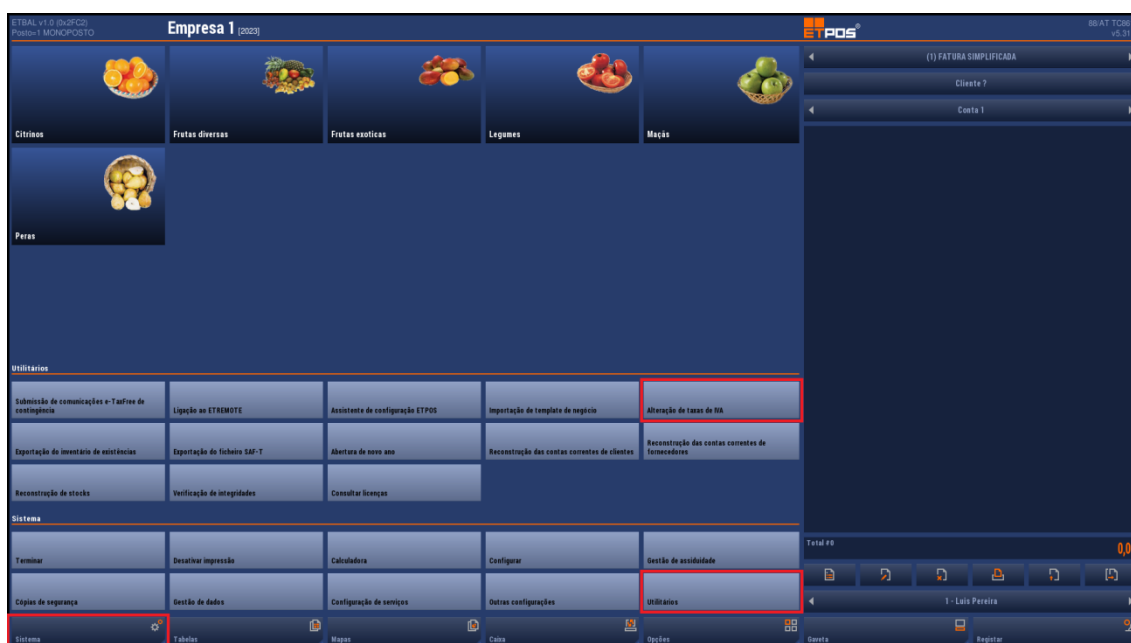 ETBAL v1.0 (0x2FC2)
Posto=1 MONOPOSTO
Empresa 1 [2023]
ETPOS®
88/AT TC86
v5.31
(1) FATURA SIMPLIFICADA
Cliente ?
Conta 1
Citrinos
Frutas diversas
Frutas exoticas
Legumes
Maçãs
Peras
Utilitários
Submissão de comunicações e-TaxFree de
contingência
Ligação ao ETREMOTE
Assistente de configuração ETPOS
Importação de template de negócio
Alteração de taxas de IVA
Exportação do inventário de existências
Exportação do ficheiro SAF-T
Abertura de novo ano
Reconstrução das contas correntes de clientes
Reconstrução das contas correntes de
fornecedores
Reconstrução de stocks
Verificação de integridades
Consultar licenças
Sistema
Terminar
Desativar impressão
Calculadora
Configurar
Gestão de assiduidade
Total #0
0,0
Cópias de segurança
Gestão de dados
Configuração de serviços
Outras configurações
Utilitários
1 - Luis Pereira
Sistema
Tabelas
Mapas
Caixa
Opções
Gaveta
Registar